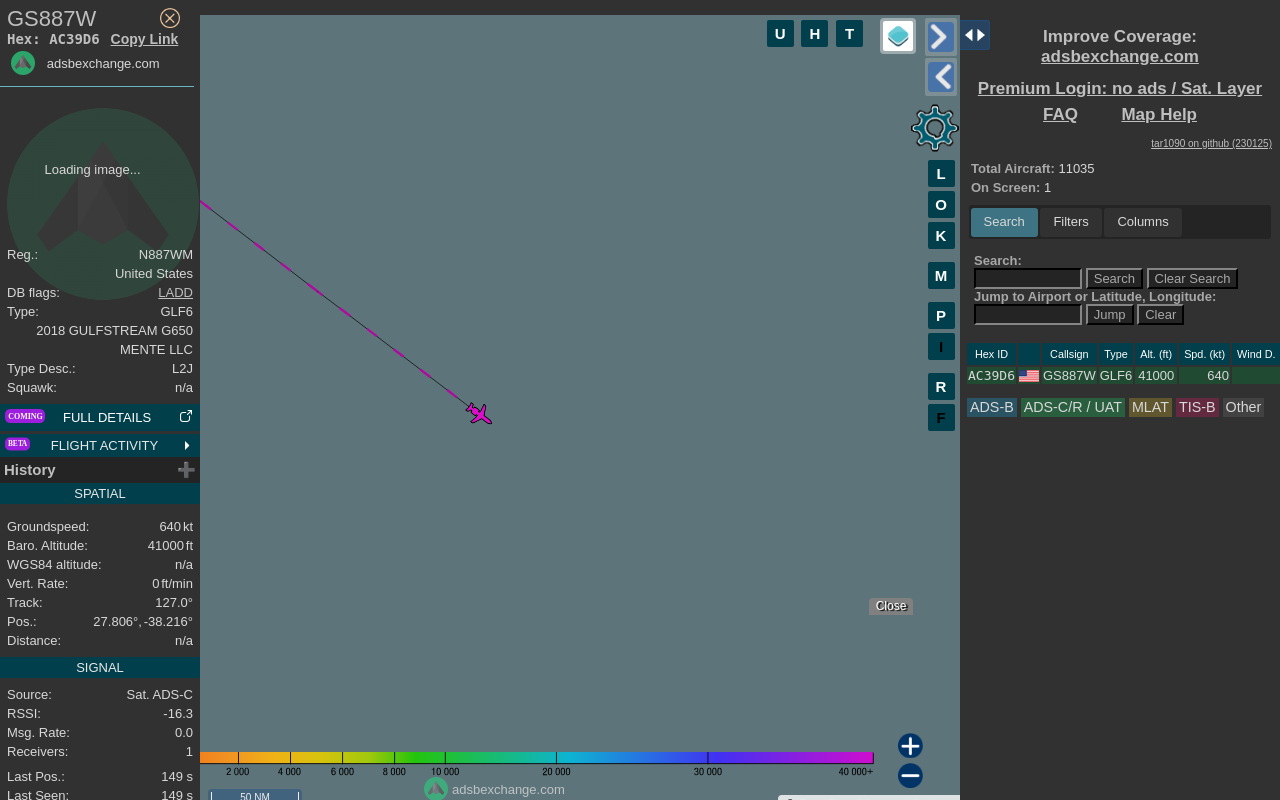 GS887W
Hex: AC39D6 Copy Link
adsbexchange.com
Loading image...
Reg.: N887WM
United States
DB flags: LADD
Type: GLF6
2018 GULFSTREAM G650
MENTE LLC
Type Desc.: L2J
Squawk: n/a
COMING FULL DETAILS
BETA FLIGHT ACTIVITY
History
SPATIAL
Groundspeed: 640 kt
Baro. Altitude: 41000 ft
WGS84 altitude: n/a
Vert. Rate: 0 ft/min
Track: 127.0°
Pos.: 27.806°, -38.216°
Distance: n/a
SIGNAL
Source: Sat. ADS-C
RSSI: -16.3
Msg. Rate: 0.0
Receivers: 1
Last Pos.: 149 s
Last Seen: 149 s
U H T
L
O
K
M
P
I
R
F
Close
2 000 4 000 6 000 8 000 10 000 20 000 30 000 40 000+
adsbexchange.com
50 NM
Improve Coverage:
adsbexchange.com
Premium Login: no ads / Sat. Layer
FAQ Map Help
tar1090 on github (230125)
Total Aircraft: 11035
On Screen: 1
Search Filters Columns
Search:
Search Clear Search
Jump to Airport or Latitude, Longitude:
Jump Clear
Hex ID Callsign Type Alt. (ft) Spd. (kt) Wind D.
AC39D6 GS887W GLF6 41000 640
ADS-B ADS-C/R / UAT MLAT TIS-B Other